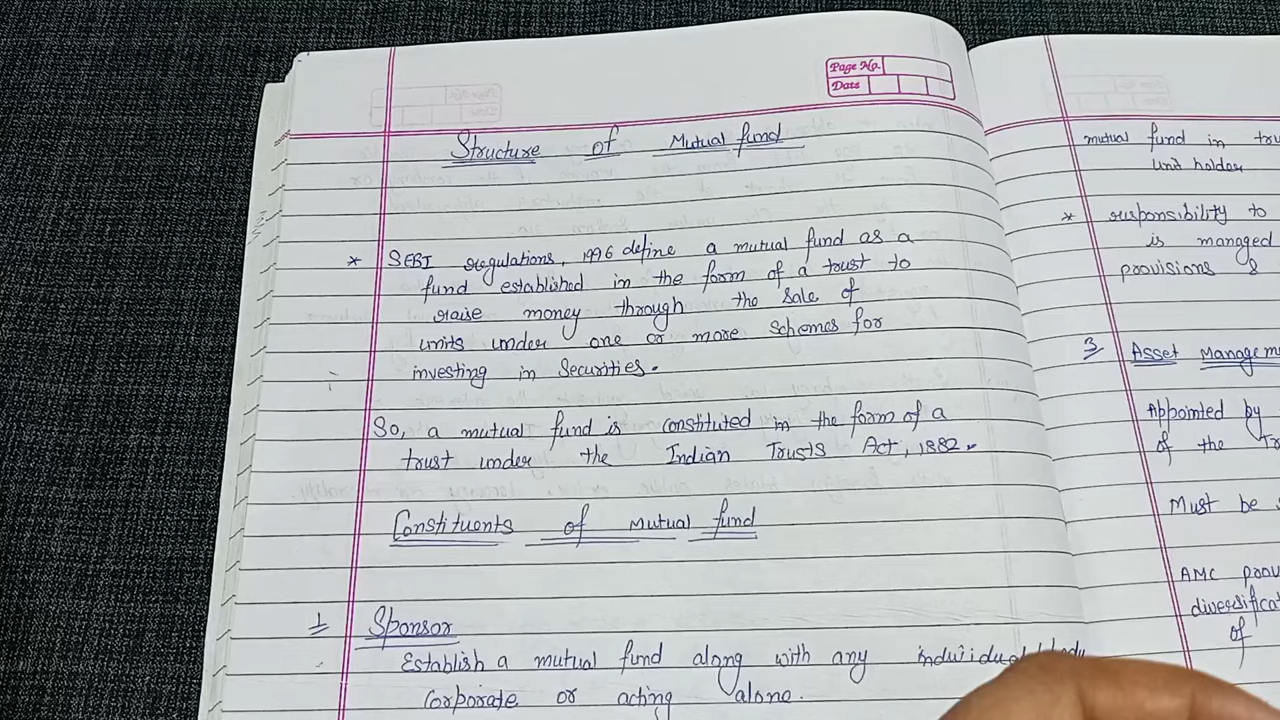 Page No.
Date
Structure of Mutual fund
* SEBI regulations, 1996 define a mutual fund as a
fund established in the form of a trust to
raise money through the sale of
units under one or more Schemes for
investing in Securities.
So, a mutual fund is constituted in the form of a
trust under the Indian Trusts Act, 1882.
Constituents of Mutual fund
1 Sponsor
Establish a mutual fund along with any individual
Corporate or acting alone.
mutual fund in
unit holder
* responsibility to
is managed
provisions &
3 Asset
Appointed by
of the
Must be
AMC
of